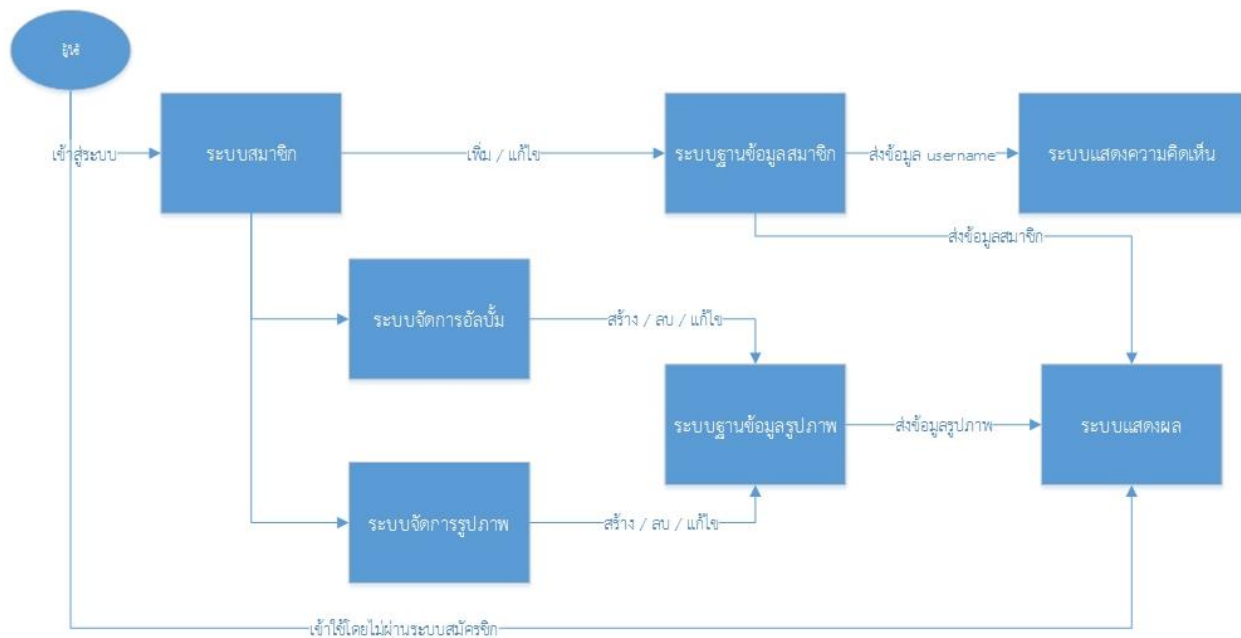 ผู้ใช้
เข้าสู่ระบบ
ระบบสมาชิก
เพิ่ม / แก้ไข
ระบบฐานข้อมูลสมาชิก
ส่งข้อมูล username
ระบบแสดงความคิดเห็น
ส่งข้อมูลสมาชิก
ระบบจัดการอัลบั้ม
สร้าง / ลบ / แก้ไข
ระบบฐานข้อมูลรูปภาพ
ส่งข้อมูลรูปภาพ
ระบบแสดงผล
ระบบจัดการรูปภาพ
สร้าง / ลบ / แก้ไข
เข้าใช้โดยไม่ผ่านระบบสมัครชิก